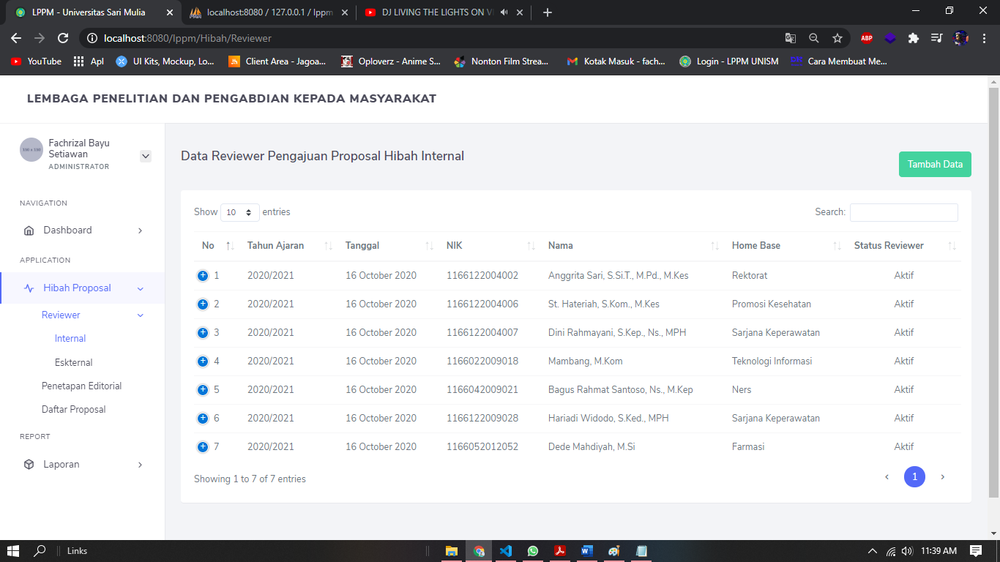 LPPM - Universitas Sari Mulia
localhost:8080 / 127.0.0.1 / lppm
DJ LIVING THE LIGHTS ON V
localhost:8080/lppm/Hibah/Reviewer
ABP
YouTube
Apl
UI Kits, Mockup, Lo...
Client Area - Jagoa...
Oploverz - Anime S...
Nonton Film Strea...
Kotak Masuk - fach...
Login - LPPM UNISM
Cara Membuat Me...
LEMBAGA PENELITIAN DAN PENGABDIAN KEPADA MASYARAKAT
Fachrizal Bayu
Setiawan
ADMINISTRATOR
NAVIGATION
Dashboard
APPLICATION
Hibah Proposal
Reviewer
Internal
Eskternal
Penetapan Editorial
Daftar Proposal
REPORT
Laporan
Data Reviewer Pengajuan Proposal Hibah Internal
Tambah Data
Show 10 entries
Search:
No Tahun Ajaran Tanggal NIK Nama Home Base Status Reviewer
1 2020/2021 16 October 2020 1166122004002 Anggrita Sari, S.Si.T., M.Pd., M.Kes Rektorat Aktif
2 2020/2021 16 October 2020 1166122004006 St. Hateriah, S.Kom., M.Kes Promosi Kesehatan Aktif
3 2020/2021 16 October 2020 1166122004007 Dini Rahmayani, S.Kep., Ns., MPH Sarjana Keperawatan Aktif
4 2020/2021 16 October 2020 1166022009018 Mambang, M.Kom Teknologi Informasi Aktif
5 2020/2021 16 October 2020 1166042009021 Bagus Rahmat Santoso, Ns., M.Kep Ners Aktif
6 2020/2021 16 October 2020 1166122009028 Hariadi Widodo, S.Ked., MPH Sarjana Keperawatan Aktif
7 2020/2021 16 October 2020 1166052012052 Dede Mahdiyah, M.Si Farmasi Aktif
Showing 1 to 7 of 7 entries
1
Links
11:39 AM